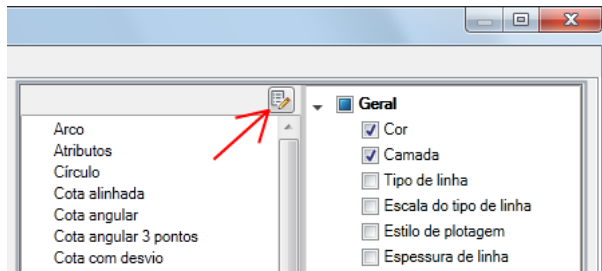 Arco
Atributos
Círculo
Cota alinhada
Cota angular
Cota angular 3 pontos
Cota com desvio
Geral
Cor
Camada
Tipo de linha
Escala do tipo de linha
Estilo de plotagem
Espessura de linha